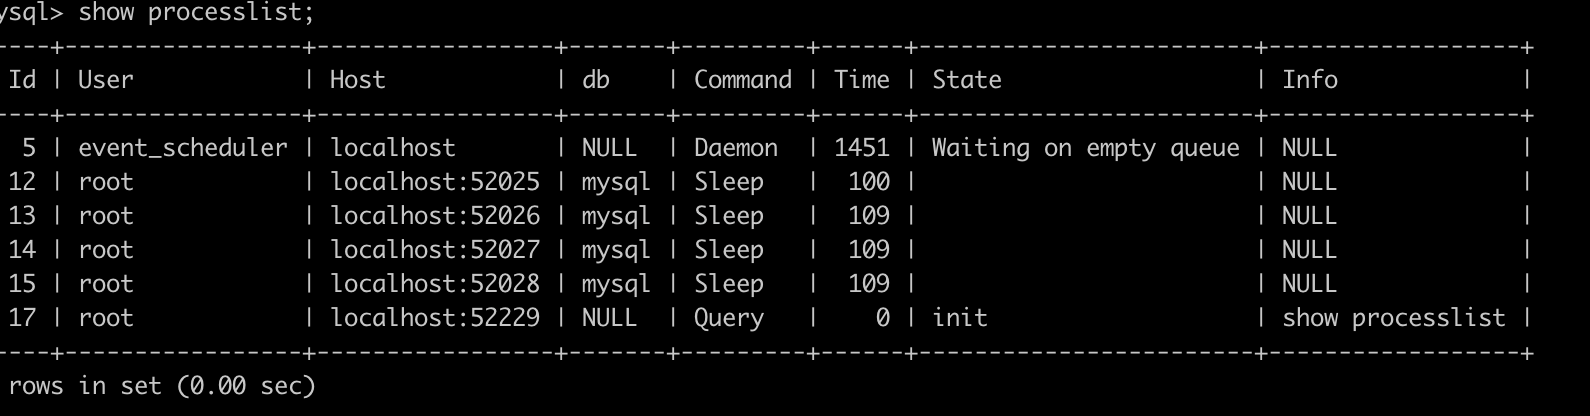 ysql> show processlist;
----+-----------------+-----------------+-------+---------+------+------------------------+------------------+
Id | User            | Host            | db    | Command | Time | State                  | Info             |
----+-----------------+-----------------+-------+---------+------+------------------------+------------------+
 5 | event_scheduler | localhost       | NULL  | Daemon  | 1451 | Waiting on empty queue | NULL             |
12 | root            | localhost:52025 | mysql | Sleep   |  100 |                        | NULL             |
13 | root            | localhost:52026 | mysql | Sleep   |  109 |                        | NULL             |
14 | root            | localhost:52027 | mysql | Sleep   |  109 |                        | NULL             |
15 | root            | localhost:52028 | mysql | Sleep   |  109 |                        | NULL             |
17 | root            | localhost:52229 | NULL  | Query   |    0 | init                   | show processlist |
----+-----------------+-----------------+-------+---------+------+------------------------+------------------+
rows in set (0.00 sec)